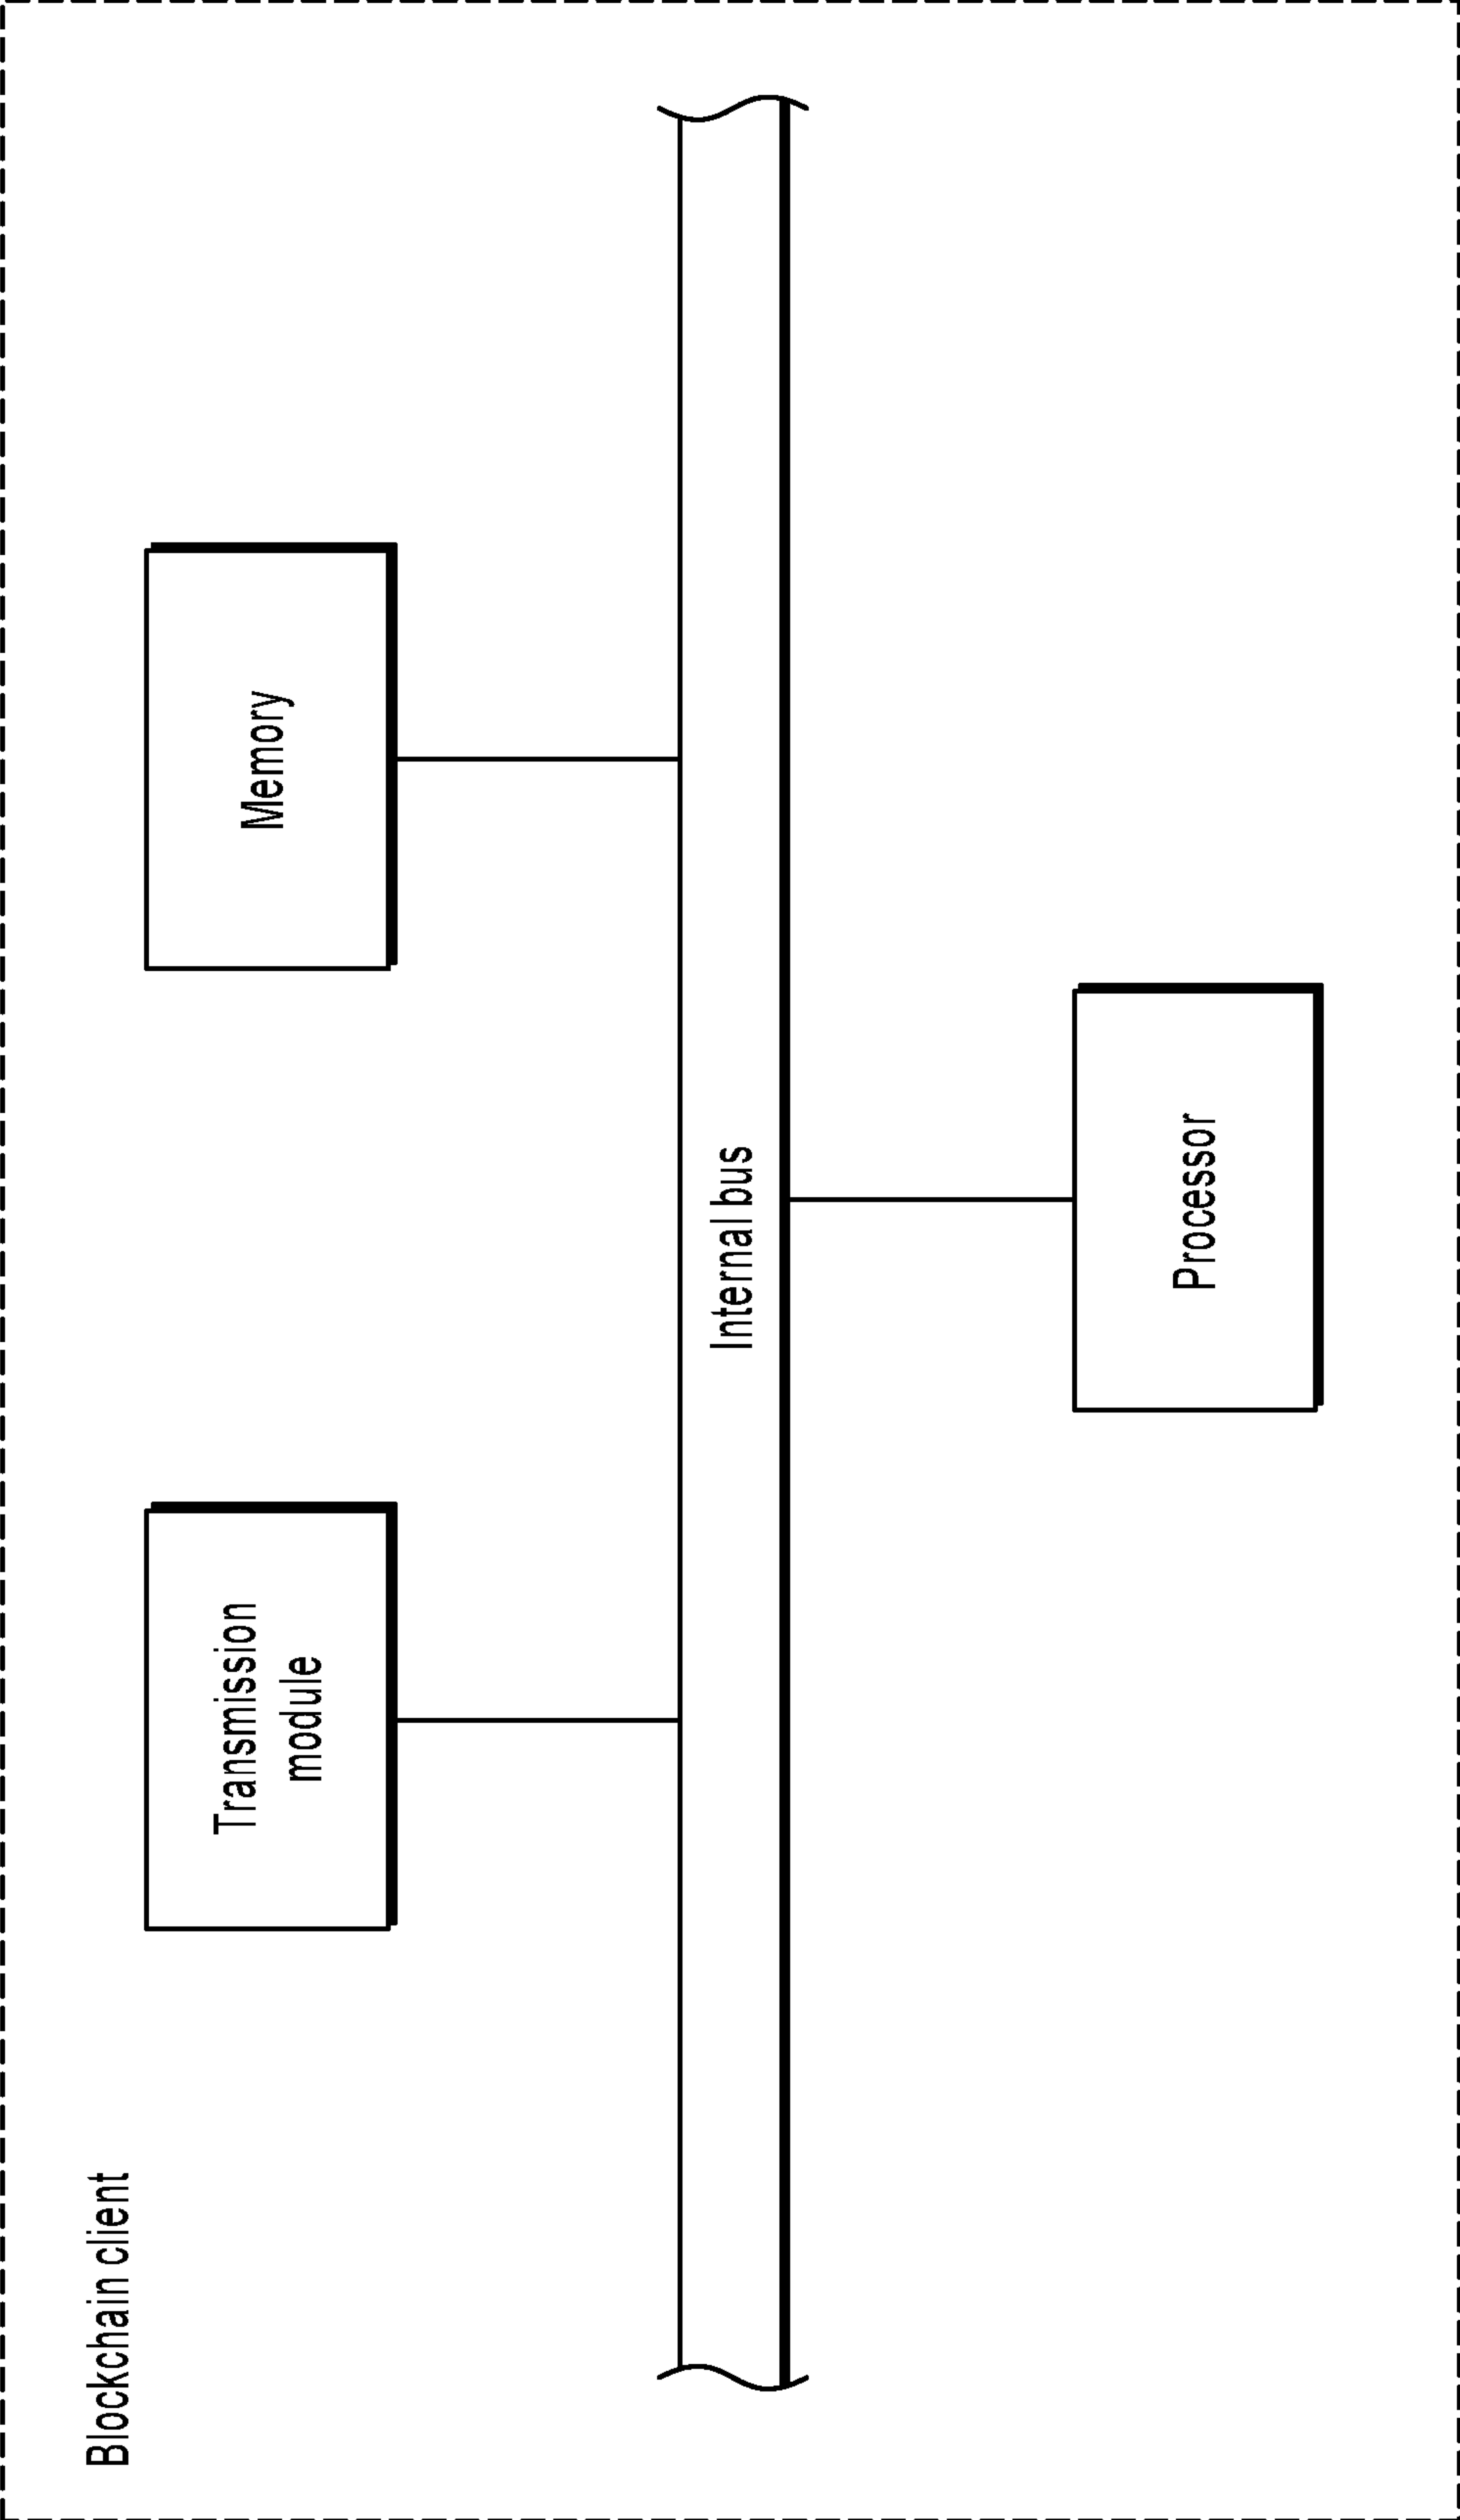 Blockchain client
Transmission
module
Memory
Internal bus
Processor